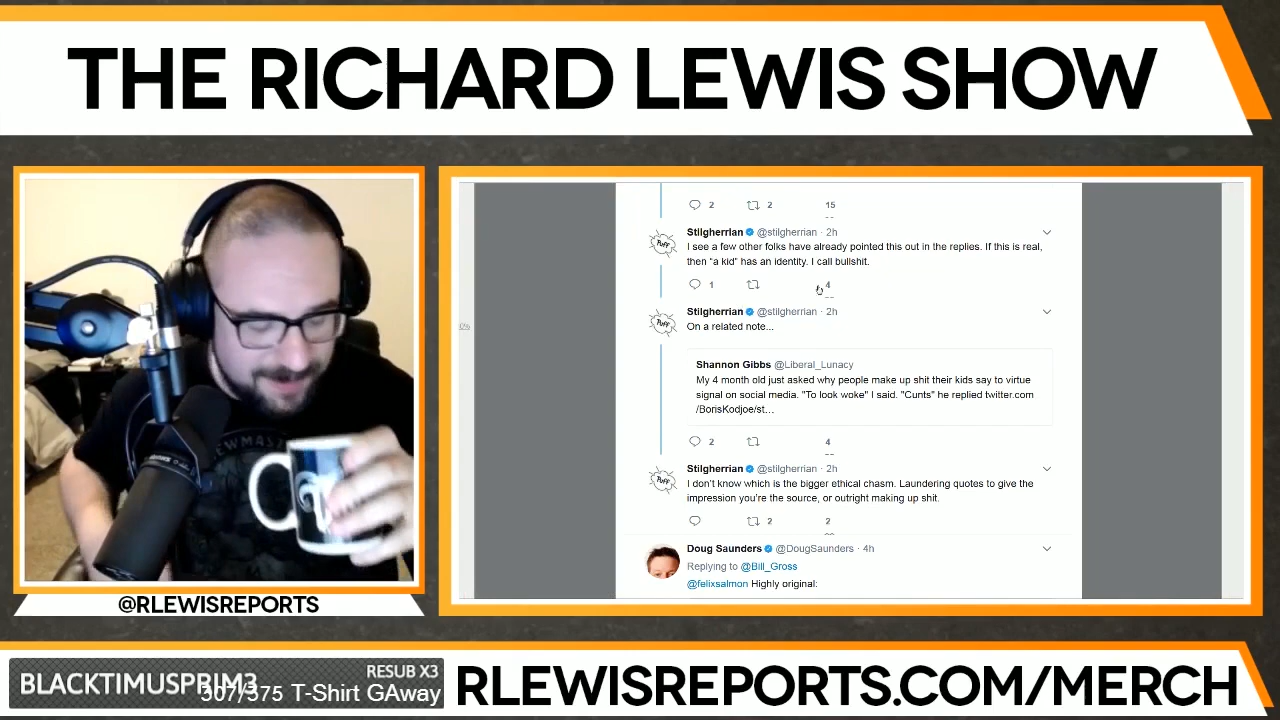 THE RICHARD LEWIS SHOW
2 2 15
Stilgherrian @stilgherrian · 2h
I see a few other folks have already pointed this out in the replies. If this is real,
then “a kid” has an identity. I call bullshit.
1 4
Stilgherrian @stilgherrian · 2h
On a related note...
Shannon Gibbs @Liberal_Lunacy
My 4 month old just asked why people make up shit their kids say to virtue
signal on social media. "To look woke" I said. "Cunts" he replied twitter.com
/BorisKodjoe/st…
2 4
Stilgherrian @stilgherrian · 2h
I don’t know which is the bigger ethical chasm. Laundering quotes to give the
impression you’re the source, or outright making up shit.
2 2
Doug Saunders @DougSaunders · 4h
Replying to @Bill_Gross
@felixsalmon Highly original:
@RLEWISREPORTS
BLACKTIMUSPRIM3
RESUB X3
307/375 T-Shirt GAway
RLEWISREPORTS.COM/MERCH